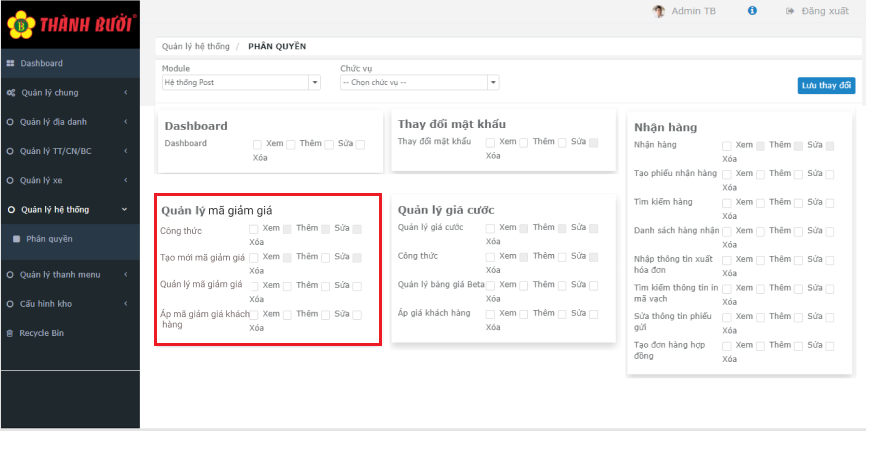 THÀNH BƯỞI
Admin TB
Đăng xuất
Dashboard
Quản lý chung
Quản lý địa danh
Quản lý TT/CN/BC
Quản lý xe
Quản lý hệ thống
Phân quyền
Quản lý thanh menu
Cấu hình kho
Recycle Bin
Quản lý hệ thống / PHÂN QUYỀN
Module
Hệ thống Post
Chức vụ
-- Chọn chức vụ --
Lưu thay đổi
Dashboard
Dashboard Xem Thêm Sửa
Xóa
Thay đổi mật khẩu
Thay đổi mật khẩu Xem Thêm Sửa
Xóa
Nhận hàng
Nhận hàng Xem Thêm Sửa
Xóa
Tạo phiếu nhận hàng Xem Thêm Sửa
Xóa
Tìm kiếm hàng Xem Thêm Sửa
Xóa
Danh sách hàng nhận Xem Thêm Sửa
Xóa
Nhập thông tin xuất Xem Thêm Sửa
hóa đơn Xóa
Tìm kiếm thông tin in Xem Thêm Sửa
mã vạch Xóa
Sửa thông tin phiếu Xem Thêm Sửa
gửi Xóa
Tạo đơn hàng hợp Xem Thêm Sửa
đồng Xóa
Quản lý mã giảm giá
Công thức Xem Thêm Sửa
Xóa
Tạo mới mã giảm giá Xem Thêm Sửa
Xóa
Quản lý mã giảm giá Xem Thêm Sửa
Xóa
Áp mã giảm giá khách Xem Thêm Sửa
hàng Xóa
Quản lý giá cước
Quản lý giá cước Xem Thêm Sửa
Xóa
Công thức Xem Thêm Sửa
Xóa
Quản lý bảng giá Beta Xem Thêm Sửa
Xóa
Áp giá khách hàng Xem Thêm Sửa
Xóa